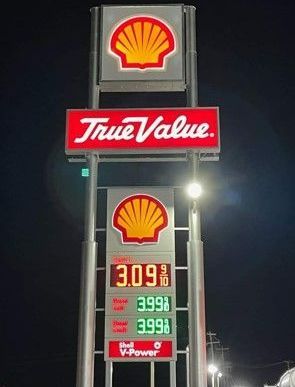 True Value.
3.09 9/10
3.99 9/10
3.99 9/10
Shell
V-Power